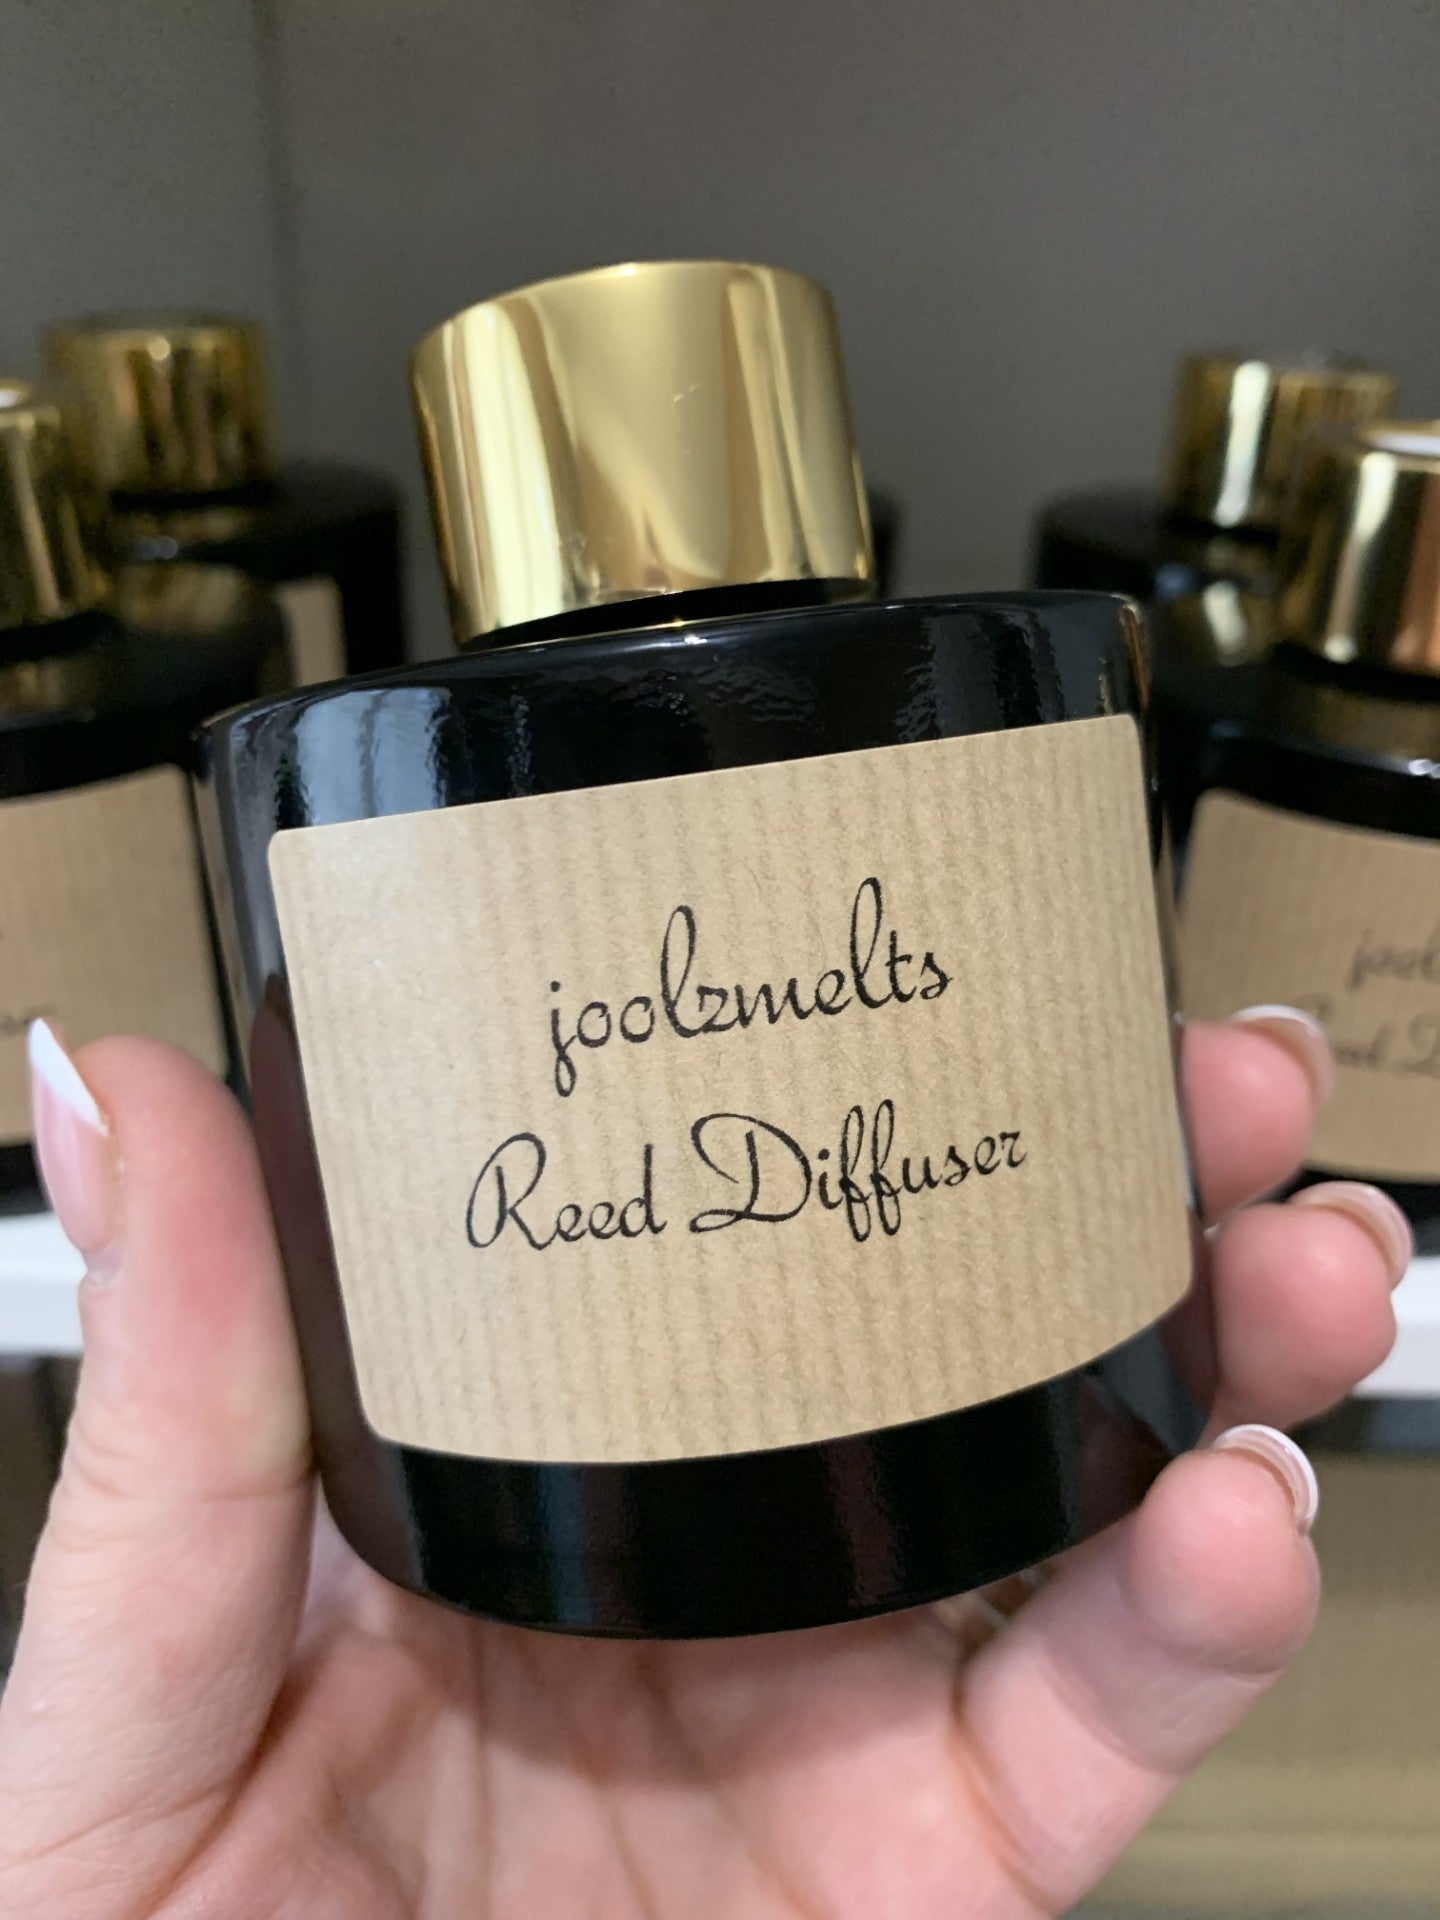 joolzmelts
Reed Diffuser